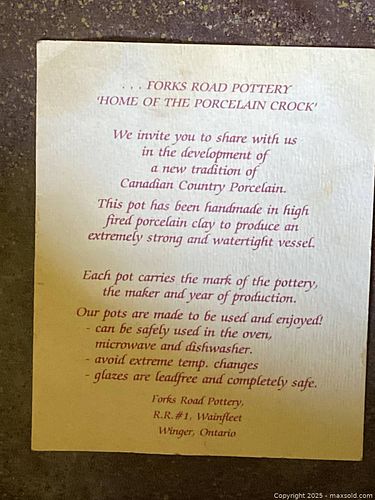 . . . FORKS ROAD POTTERY
'HOME OF THE PORCELAIN CROCK'
We invite you to share with us
in the development of
a new tradition of
Canadian Country Porcelain.
This pot has been handmade in high
fired porcelain clay to produce an
extremely strong and watertight vessel.
Each pot carries the mark of the pottery,
the maker and year of production.
Our pots are made to be used and enjoyed!
- can be safely used in the oven,
microwave and dishwasher.
- avoid extreme temp. changes
- glazes are leadfree and completely safe.
Forks Road Pottery,
R.R.#1, Wainfleet
Winger, Ontario
Copyright 2025 - maxsold.com